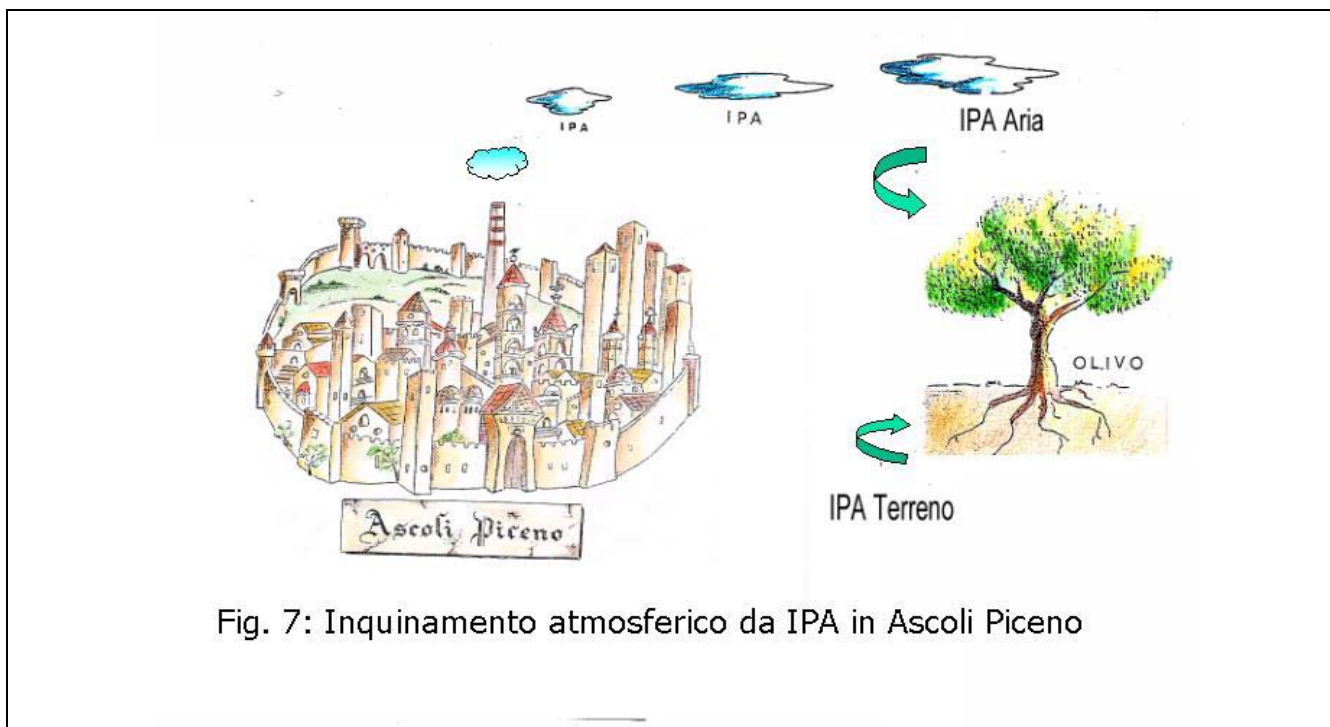 IPA
IPA
IPA Aria
OLIVO
IPA Terreno
Ascoli Piceno
Fig. 7: Inquinamento atmosferico da IPA in Ascoli Piceno